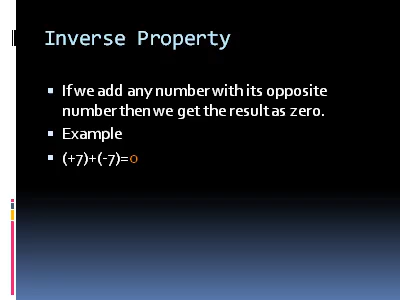 Inverse Property
If we add any number with its opposite
number then we get the result as zero.
Example
(+7)+(-7)=0